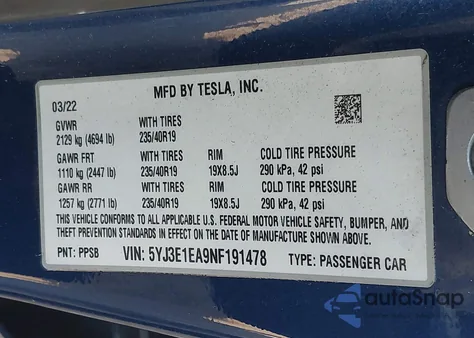 MFD BY TESLA, INC.
03/22
GVWR WITH TIRES
2129 kg (4694 lb) 235/40R19
GAWR FRT WITH TIRES RIM COLD TIRE PRESSURE
1110 kg (2447 lb) 235/40R19 19X8.5J 290 kPa, 42 psi
GAWR RR WITH TIRES RIM COLD TIRE PRESSURE
1257 kg (2771 lb) 235/40R19 19X8.5J 290 kPa, 42 psi
THIS VEHICLE CONFORMS TO ALL APPLICABLE U.S. FEDERAL MOTOR VEHICLE SAFETY, BUMPER, AND
THEFT PREVENTION STANDARDS IN EFFECT ON THE DATE OF MANUFACTURE SHOWN ABOVE.
PNT: PPSB VIN: 5YJ3E1EA9NF191478 TYPE: PASSENGER CAR
autoSnap